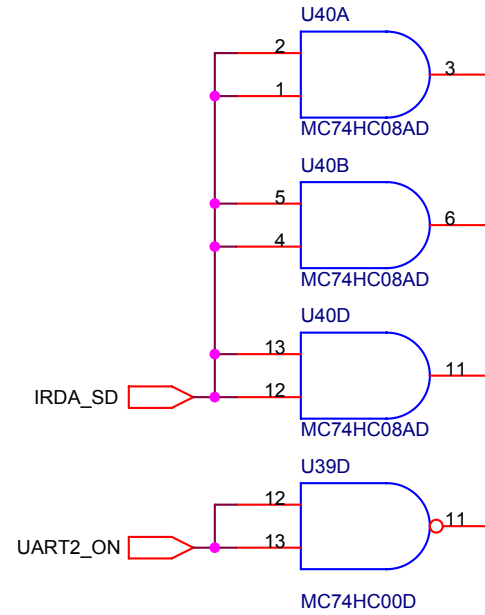 U40A
2
3
1
MC74HC08AD
U40B
5
6
4
MC74HC08AD
U40D
13
11
IRDA_SD
12
MC74HC08AD
U39D
12
11
UART2_ON
13
MC74HC00D